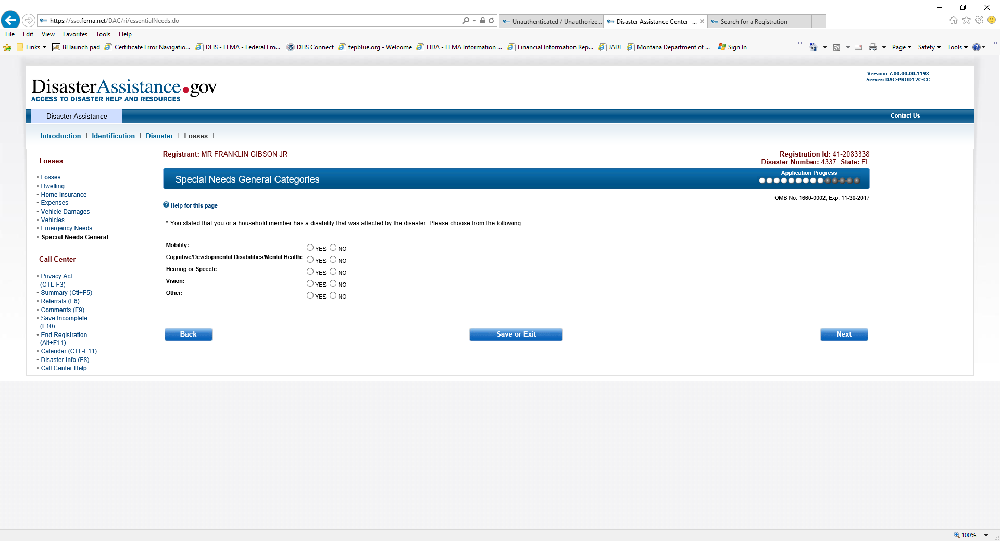 https://sso.fema.net/DAC/ri/essentialNeeds.do
Unauthenticated / Unauthorize...
Disaster Assistance Center -...
Search for a Registration
File Edit View Favorites Tools Help
Links BI launch pad Certificate Error Navigatio... DHS - FEMA - Federal Em... DHS Connect fepblue.org - Welcome FIDA - FEMA Information ... Financial Information Rep... JADE Montana Department of ... Sign In » Page Safety Tools »
Version: 7.00.00.00.1193
Server: DAC-PROD12C-CC
DisasterAssistance.gov
ACCESS TO DISASTER HELP AND RESOURCES
Disaster Assistance
Contact Us
Introduction | Identification | Disaster | Losses |
Losses
• Losses
• Dwelling
• Home Insurance
• Expenses
• Vehicle Damages
• Vehicles
• Emergency Needs
• Special Needs General
Call Center
• Privacy Act
(CTL-F3)
• Summary (Ctl+F5)
• Referrals (F6)
• Comments (F9)
• Save Incomplete
(F10)
• End Registration
(Alt+F11)
• Calendar (CTL-F11)
• Disaster Info (F8)
• Call Center Help
Registrant: MR FRANKLIN GIBSON JR
Registration Id: 41-2083338
Disaster Number: 4337 State: FL
Special Needs General Categories
Application Progress
OMB No. 1660-0002, Exp. 11-30-2017
Help for this page
* You stated that you or a household member has a disability that was affected by the disaster. Please choose from the following:
Mobility: YES NO
Cognitive/Developmental Disabilities/Mental Health: YES NO
Hearing or Speech: YES NO
Vision: YES NO
Other: YES NO
Back
Save or Exit
Next
100%